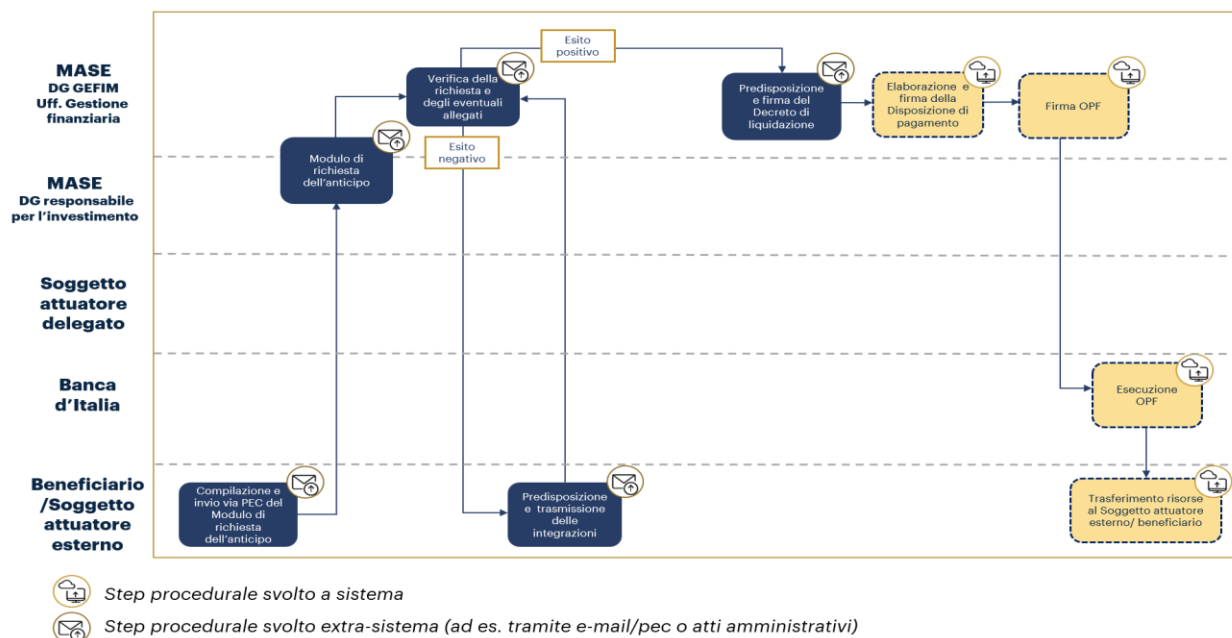 MASE
DG GEFIM
Uff. Gestione
finanziaria
Esito
positivo
Verifica della
richiesta e
degli eventuali
allegati
Predisposizione
e firma del
Decreto di
liquidazione
Elaborazione e
firma della
Disposizione di
pagamento
Firma OPF
Esito
negativo
Modulo di
richiesta
dell'anticipo
MASE
DG responsabile
per l'investimento
Soggetto
attuatore
delegato
Banca
d'Italia
Esecuzione
OPF
Beneficiario
/Soggetto
attuatore
esterno
Compilazione e
invio via PEC del
Modulo di
richiesta
dell'anticipo
Predisposizione
e trasmissione
delle
integrazioni
Trasferimento risorse
al Soggetto attuatore
esterno/ beneficiario
Step procedurale svolto a sistema
Step procedurale svolto extra-sistema (ad es. tramite e-mail/pec o atti amministrativi)